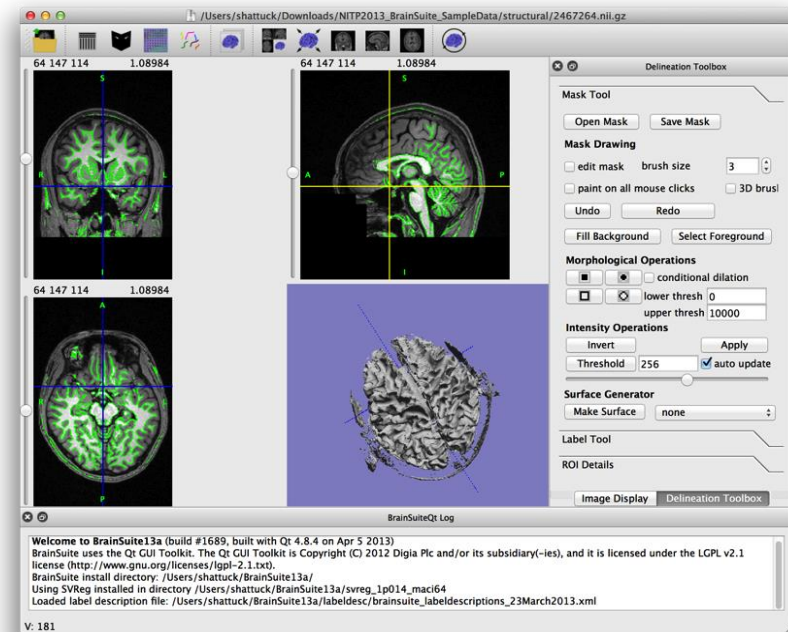 /Users/shattuck/Downloads/NITP2013_BrainSuite_SampleData/structural/2467264.nii.gz
64 147 114 1.08984
64 147 114 1.08984
Delineation Toolbox
S
R
L
I
S
A
P
I
Mask Tool
Open Mask
Save Mask
Mask Drawing
edit mask
brush size
3
paint on all mouse clicks
3D brusl
Undo
Redo
Fill Background
Select Foreground
Morphological Operations
conditional dilation
lower thresh 0
upper thresh 10000
Intensity Operations
Invert
Apply
Threshold
256
auto update
Surface Generator
Make Surface
none
Label Tool
ROI Details
Image Display
Delineation Toolbox
64 147 114 1.08984
A
R
P
BrainSuiteQt Log
Welcome to BrainSuite13a (build #1689, built with Qt 4.8.4 on Apr 5 2013)
BrainSuite uses the Qt GUI Toolkit. The Qt GUI Toolkit is Copyright (C) 2012 Digia Plc and/or its subsidiary(-ies), and it is licensed under the LGPL v2.1
license (http://www.gnu.org/licenses/lgpl-2.1.txt).
BrainSuite install directory: /Users/shattuck/BrainSuite13a/
Using SVReg installed in directory /Users/shattuck/BrainSuite13a/svreg_1p014_maci64
Loaded label description file: /Users/shattuck/BrainSuite13a/labeldesc/brainsuite_labeldescriptions_23March2013.xml
V: 181